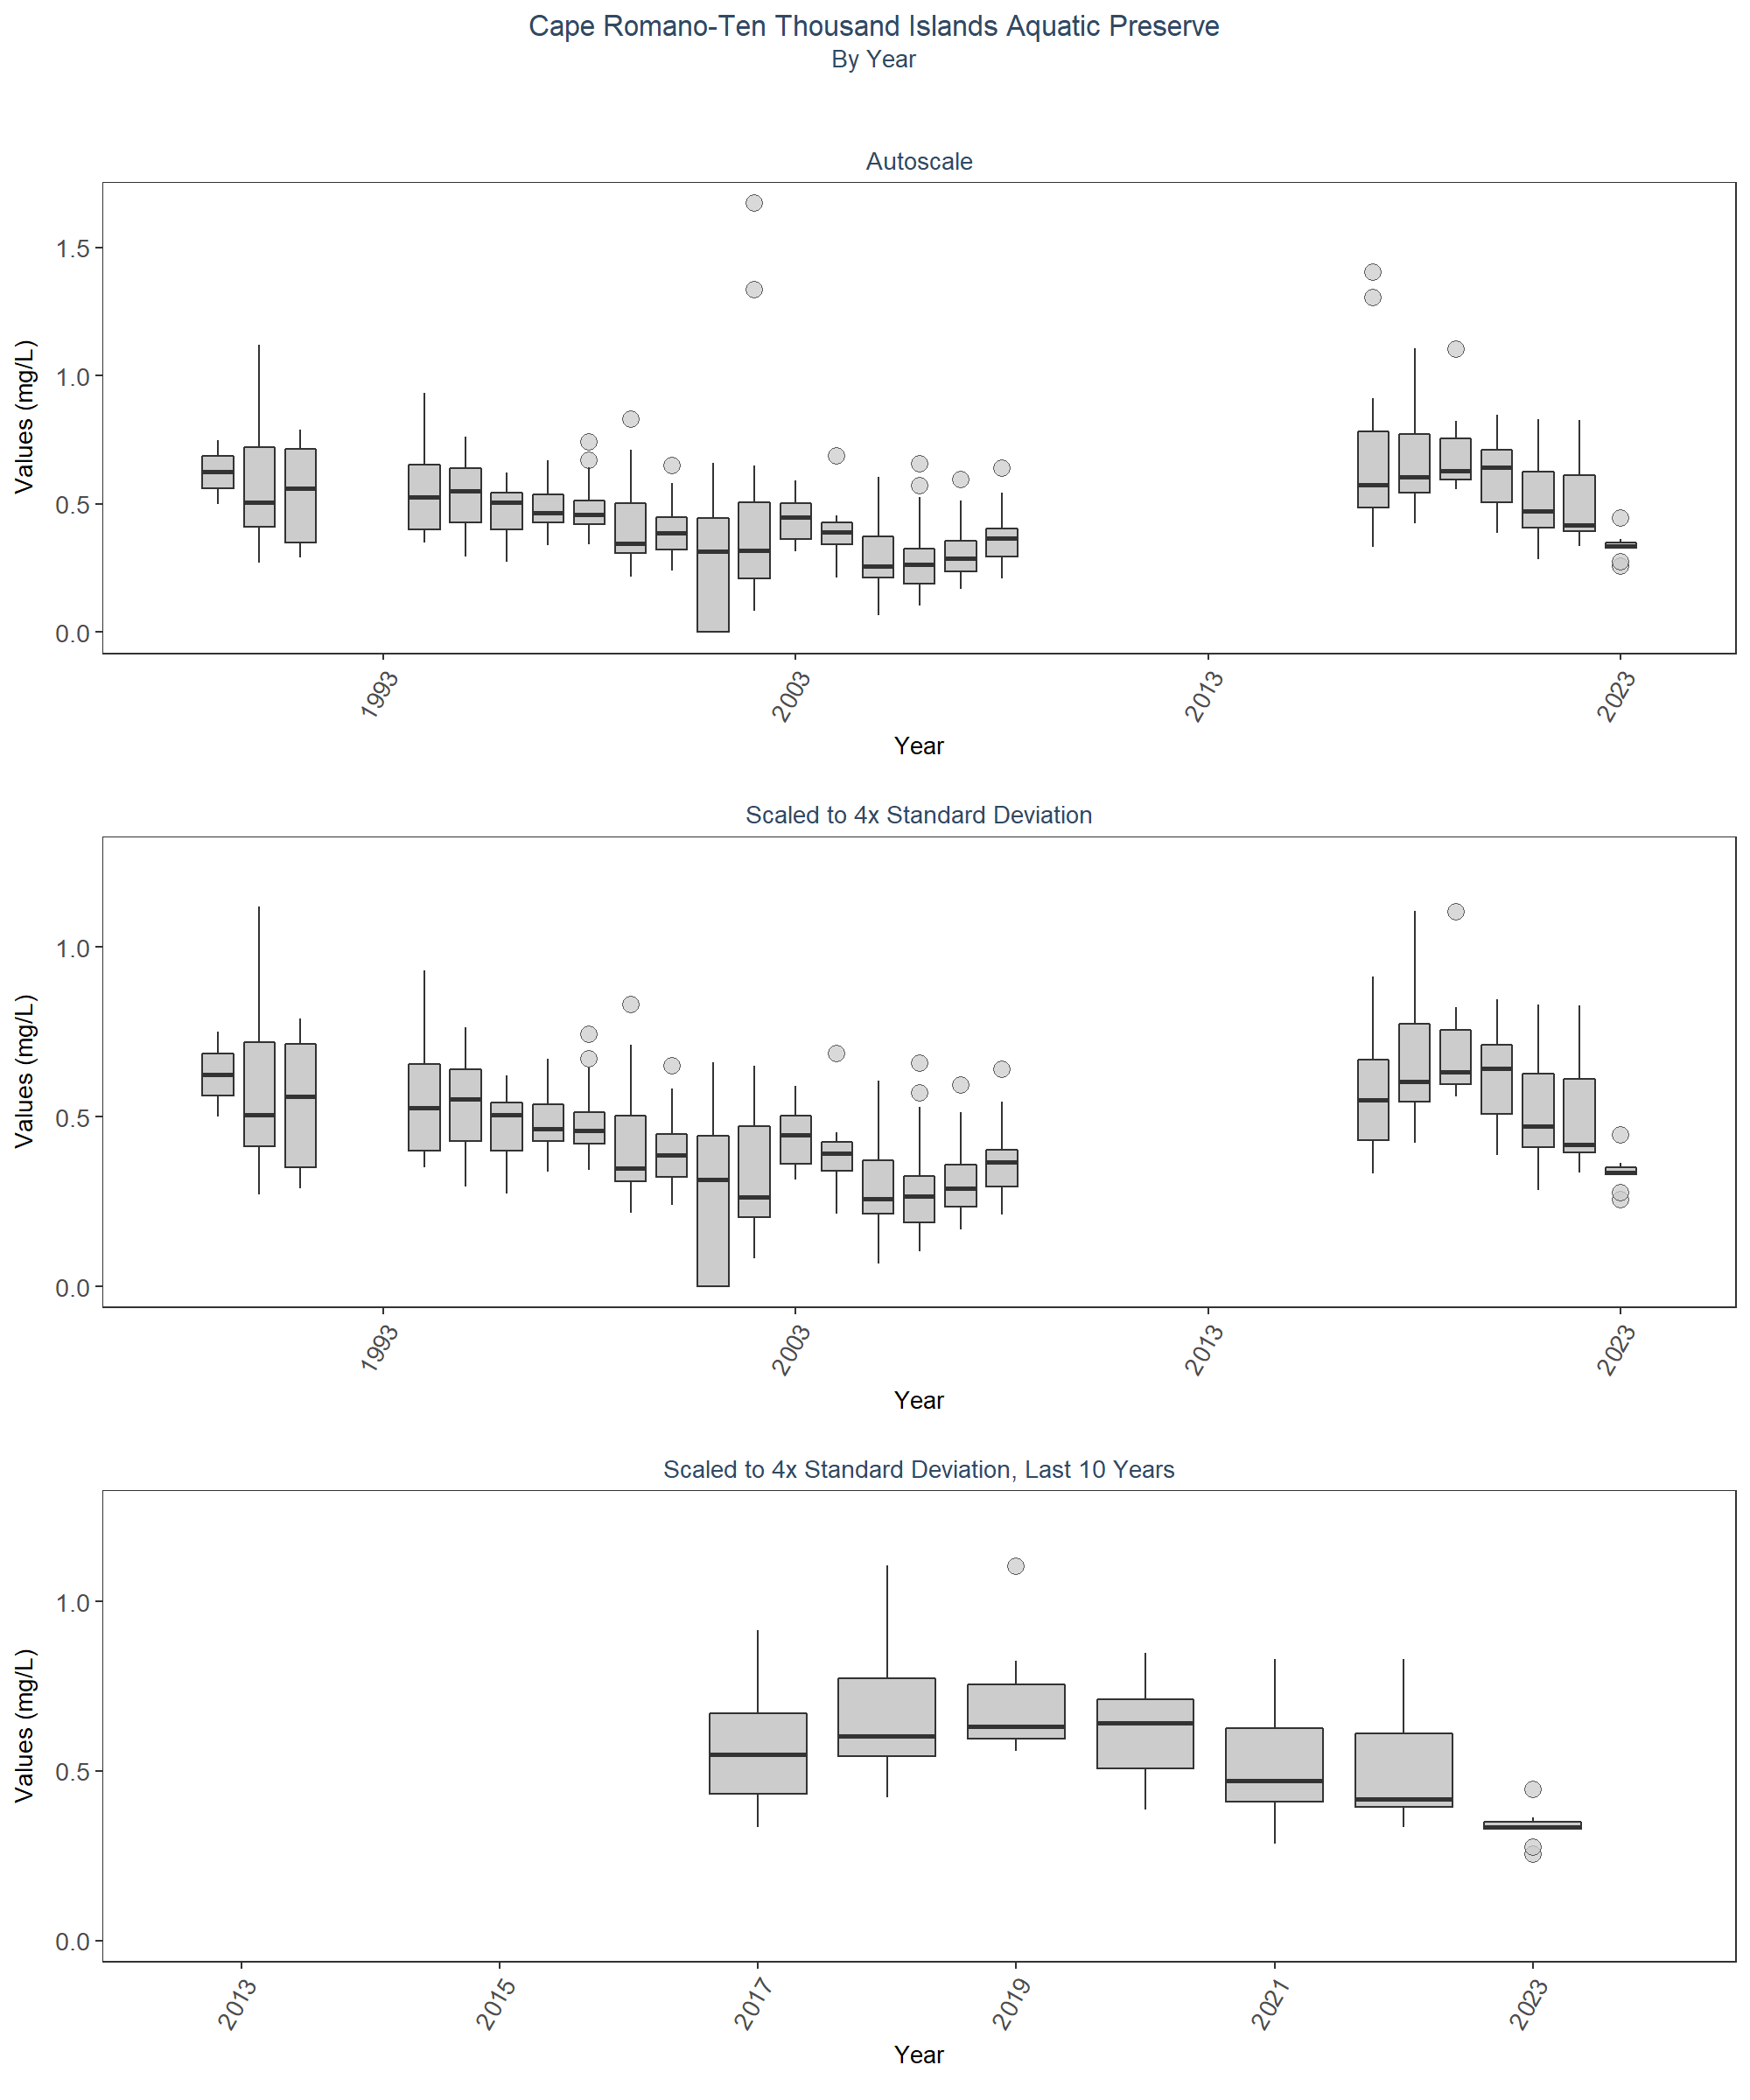 Cape Romano-Ten Thousand Islands Aquatic Preserve
By Year
Autoscale
Values (mg/L)
1.5
1.0
0.5
0.0
1993
2003
2013
2023
Year
Scaled to 4x Standard Deviation
Values (mg/L)
1.0
0.5
0.0
1993
2003
2013
2023
Year
Scaled to 4x Standard Deviation, Last 10 Years
Values (mg/L)
1.0
0.5
0.0
2013
2015
2017
2019
2021
2023
Year